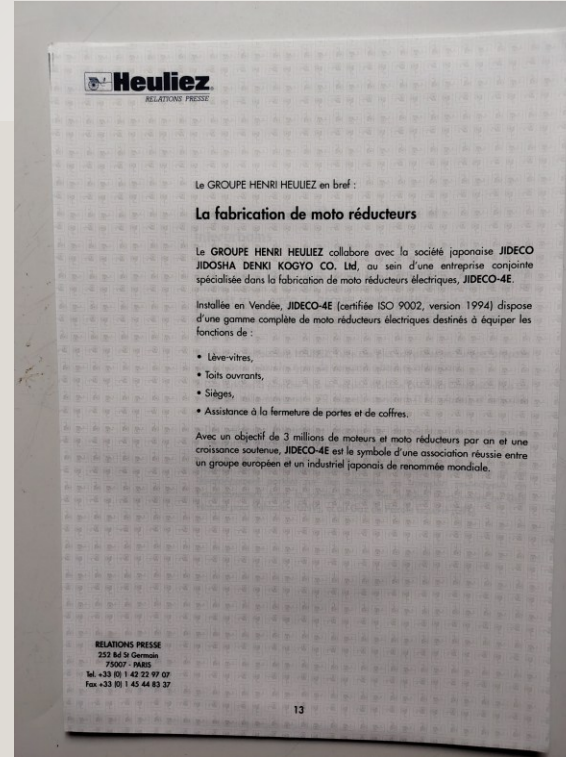 Heuliez
RELATIONS PRESSE
Le GROUPE HENRI HEULIEZ en bref :
La fabrication de moto réducteurs
Le GROUPE HENRI HEULIEZ collabore avec la société japonaise JIDECO
JIDOSHA DENKI KOGYO CO. Ltd, au sein d'une entreprise conjointe
spécialisée dans la fabrication de moto réducteurs électriques, JIDECO-4E.
Installée en Vendée, JIDECO-4E (certifiée ISO 9002, version 1994) dispose
d'une gamme complète de moto réducteurs électriques destinés à équiper les
fonctions de :
• Lève-vitres,
• Toits ouvrants,
• Sièges,
• Assistance à la fermeture de portes et de coffres.
Avec un objectif de 3 millions de moteurs et moto réducteurs par an et une
croissance soutenue, JIDECO-4E est le symbole d'une association réussie entre
un groupe européen et un industriel japonais de renommée mondiale.
RELATIONS PRESSE
252 Bd St Germain
75007 - PARIS
Tel. +33 (0) 1 42 22 97 07
Fax +33 (0) 1 45 44 83 37
13